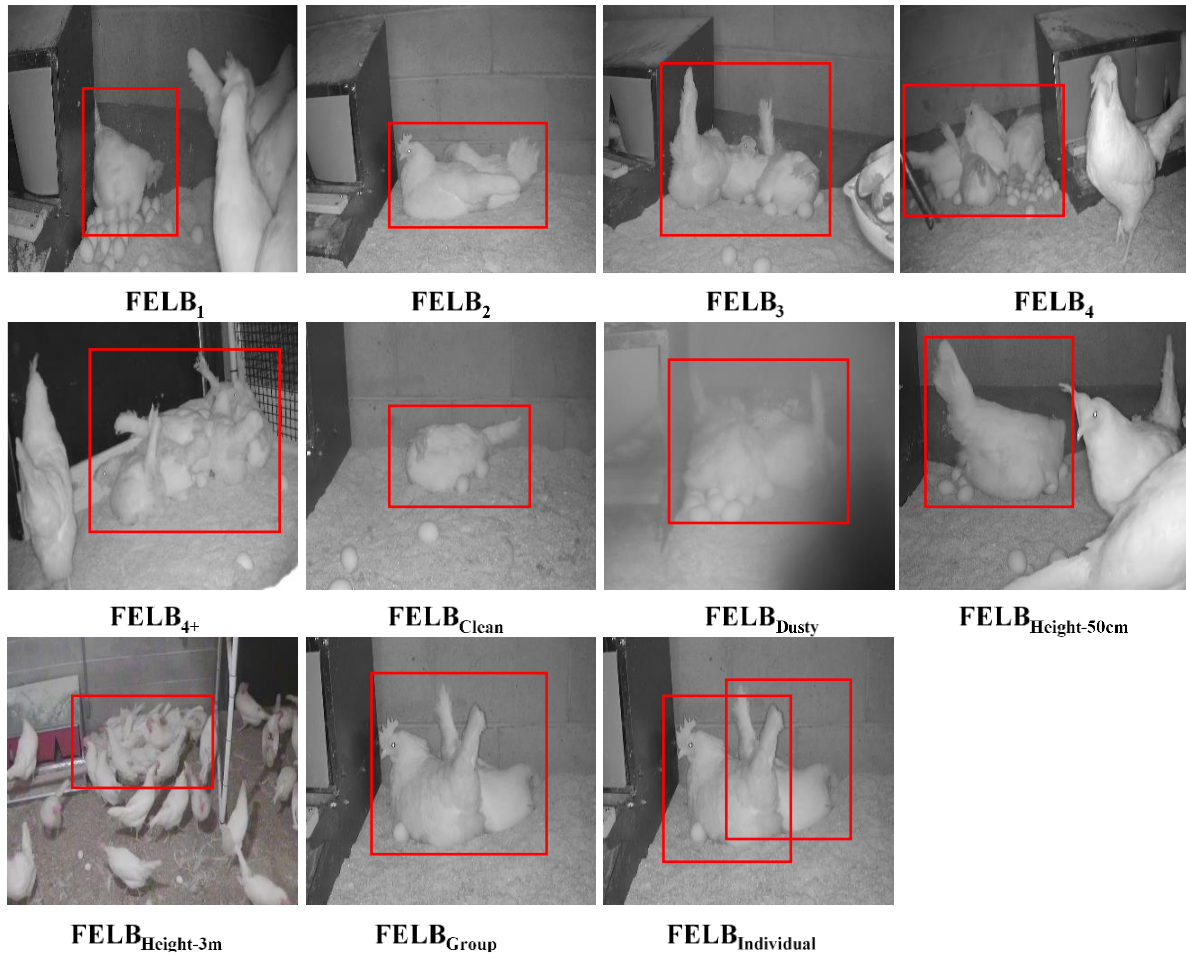 FELB1 FELB2 FELB3 FELB4
FELB4+ FELBClean FELBDusty FELBHeight-50cm
FELBHeight-3m FELBGroup FELBIndividual